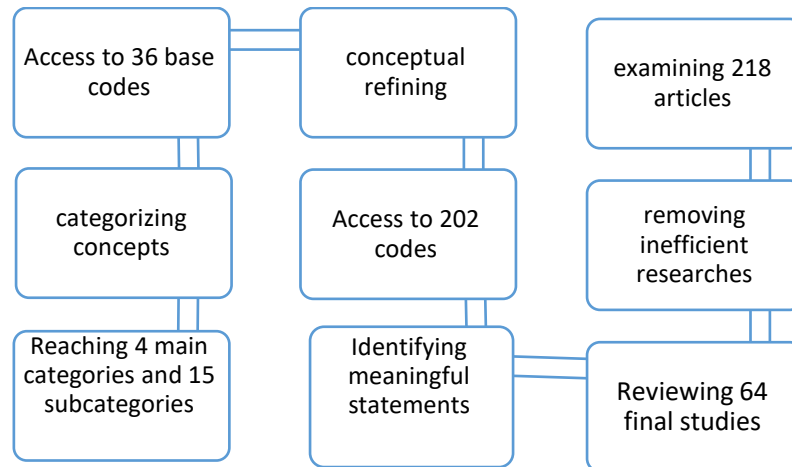 Access to 36 base
codes
conceptual
refining
examining 218
articles
categorizing
concepts
Access to 202
codes
removing
inefficient
researches
Reaching 4 main
categories and 15
subcategories
Identifying
meaningful
statements
Reviewing 64
final studies